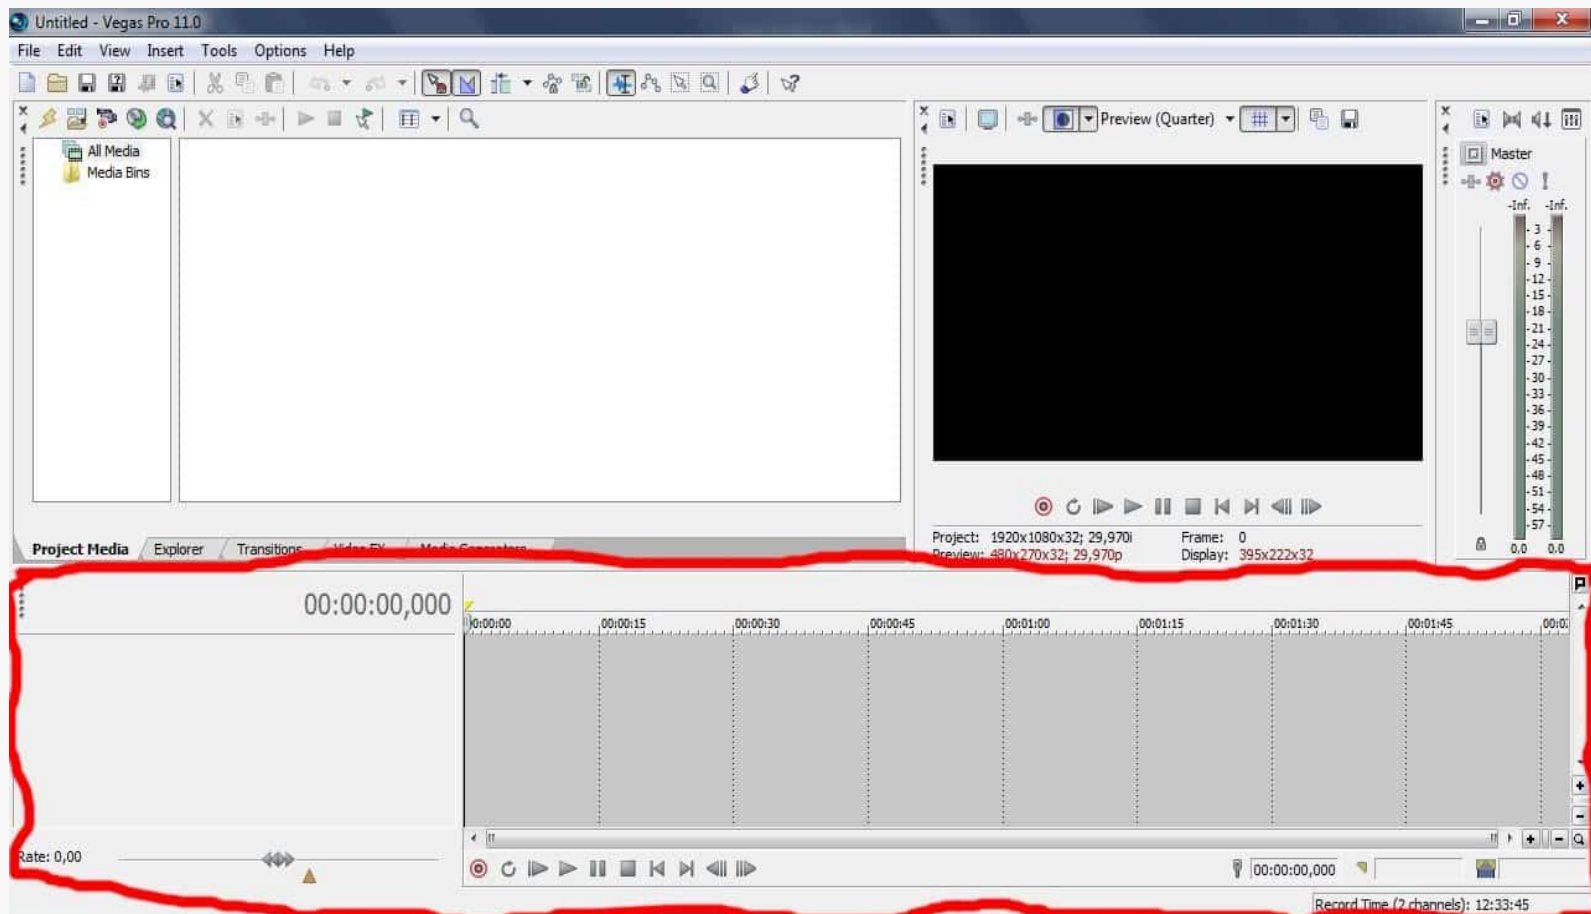 Untitled - Vegas Pro 11.0
File Edit View Insert Tools Options Help
Preview (Quarter)
All Media
Media Bins
Master
-Inf. -Inf.
- 3 -
- 6 -
- 9 -
-12-
-15-
-18-
-21-
-24-
-27-
-30-
-33-
-36-
-39-
-42-
-45-
-48-
-51-
-54-
-57-
0,0 0,0
Project: 1920x1080x32; 29,970i Frame: 0
Preview: 480x270x32; 29,970p Display: 395x222x32
Project Media Explorer Transitions Video FX Media Generators
00:00:00,000
00:00:15 00:00:30 00:00:45 00:01:00 00:01:15 00:01:30 00:01:45
Rate: 0,00
00:00:00,000
Record Time (2 channels): 12:33:45